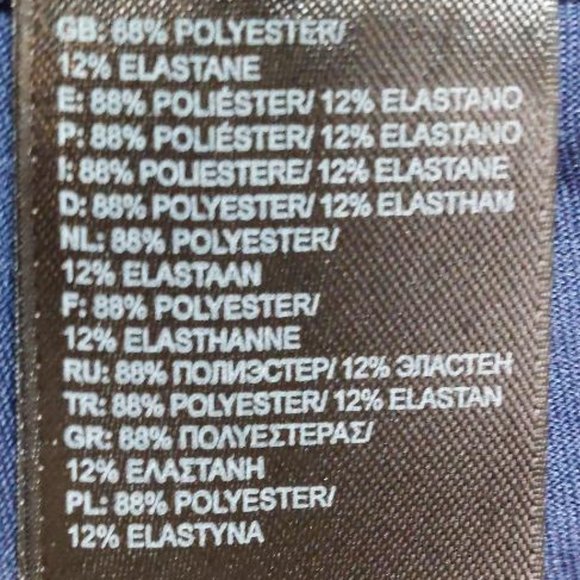 GB: 88% POLYESTER/
12% ELASTANE
E: 88% POLIÉSTER/ 12% ELASTANO
P: 88% POLIÉSTER/ 12% ELASTANO
I: 88% POLIESTERE/ 12% ELASTANE
D: 88% POLYESTER/ 12% ELASTHAN
NL: 88% POLYESTER/
12% ELASTAAN
F: 88% POLYESTER/
12% ELASTHANNE
RU: 88% ПОЛИЭСТЕР/ 12% ЭЛАСТЕН
TR: 88% POLYESTER/ 12% ELASTAN
GR: 88% ΠΟΛΥΕΣΤΕΡΑΣ/
12% ΕΛΑΣΤΑΝΗ
PL: 88% POLYESTER/
12% ELASTYNA